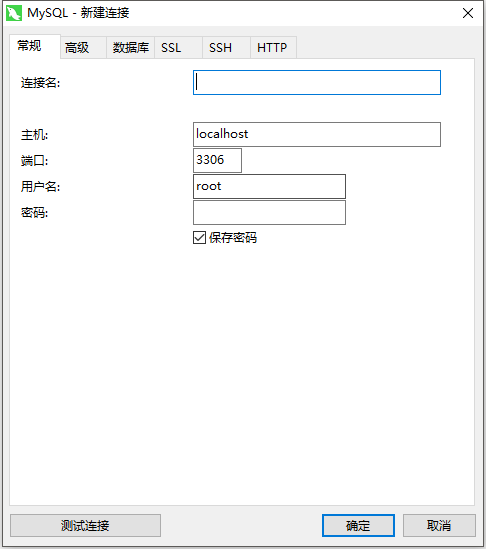 MySQL - 新建连接
常规 高级 数据库 SSL SSH HTTP
连接名:
主机: localhost
端口: 3306
用户名: root
密码:
保存密码
测试连接 确定 取消